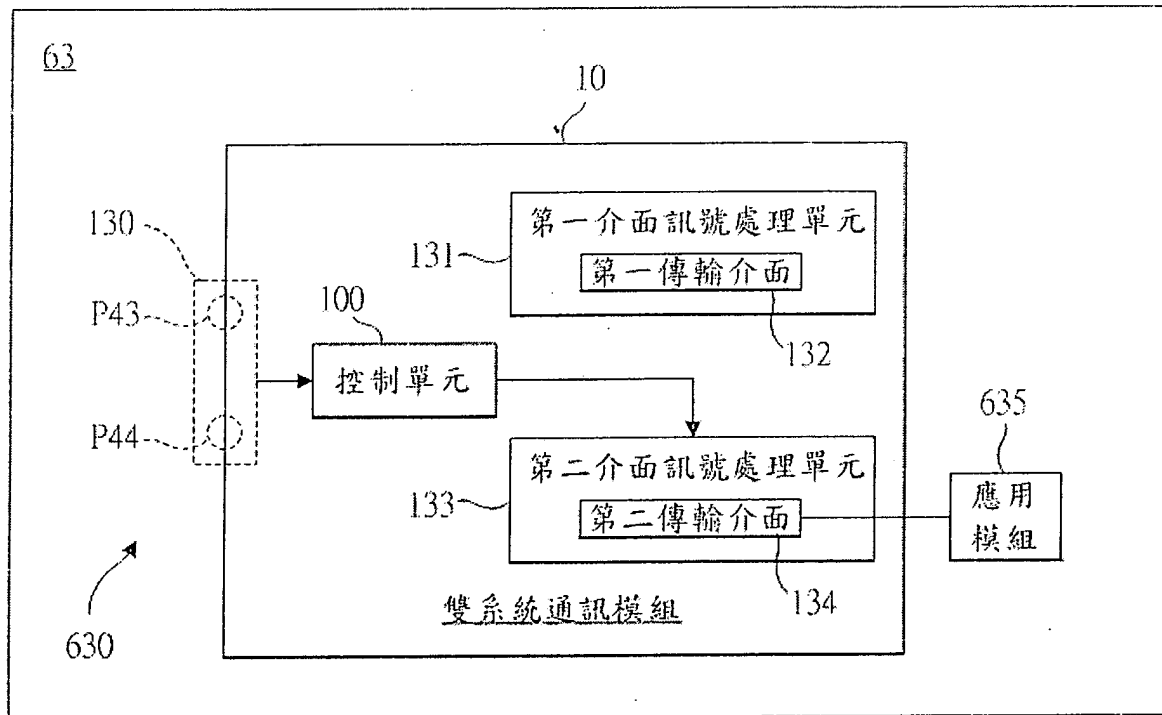 63
10
130
第一介面訊號處理單元
131
第一傳輸介面
P43
100
132
控制單元
P44
635
第二介面訊號處理單元
133
第二傳輸介面
應用
模組
134
雙系統通訊模組
630